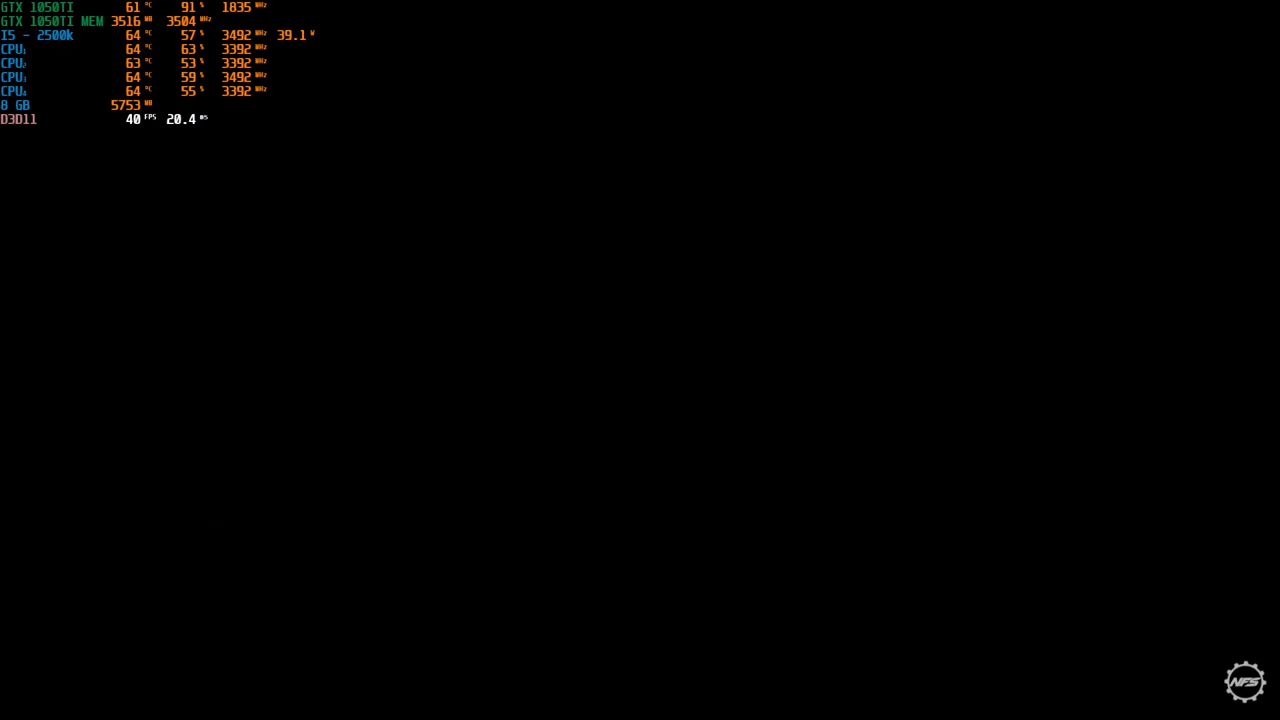 GTX 1050TI 61 °C 91 % 1835 MHz
GTX 1050TI MEM 3516 MB 3504 MHz
I5 - 2500k 64 °C 57 % 3492 MHz 39.1 W
CPU1 64 °C 63 % 3392 MHz
CPU2 63 °C 53 % 3392 MHz
CPU3 64 °C 59 % 3492 MHz
CPU4 64 °C 55 % 3392 MHz
8 GB 5753 MB
D3D11 40 FPS 20.4 ms
NFS